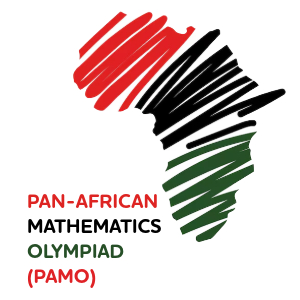 PAN-AFRICAN
MATHEMATICS
OLYMPIAD
(PAMO)